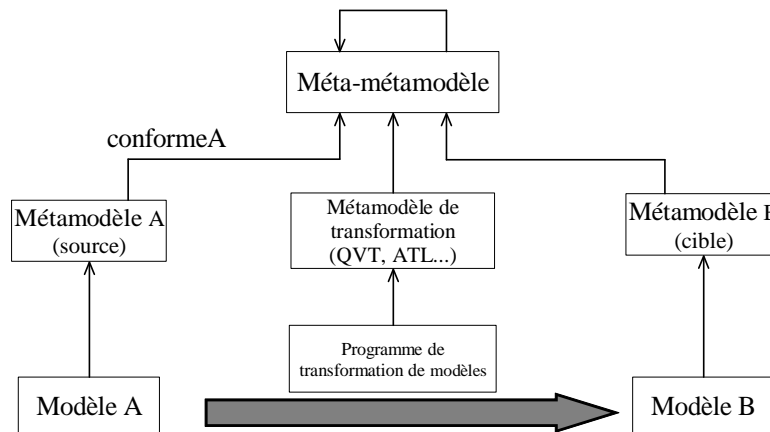 Méta-métamodèle
conformeA
Métamodèle A
(source)
Métamodèle de
transformation
(QVT, ATL...)
Métamodèle B
(cible)
Programme de
transformation de modèles
Modèle A
Modèle B